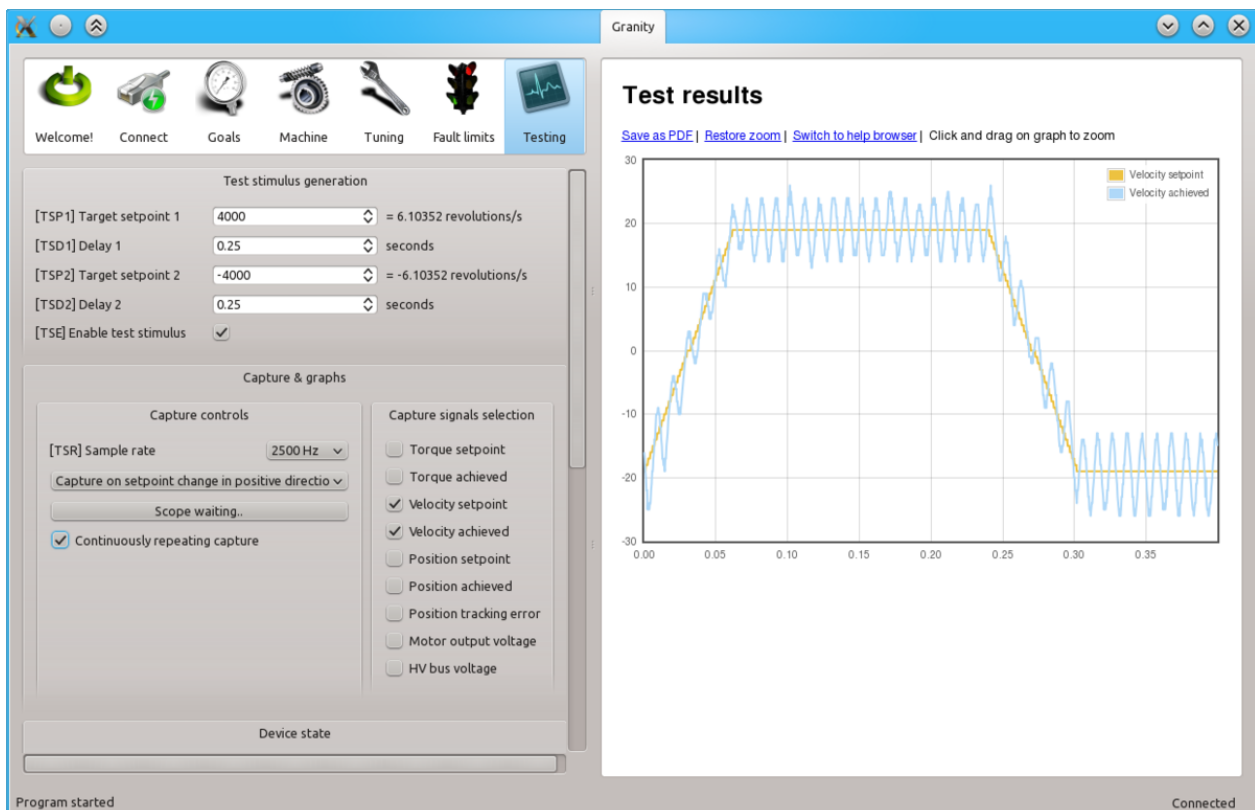 Granity
Welcome!
Connect
Goals
Machine
Tuning
Fault limits
Testing
Test stimulus generation
[TSP1] Target setpoint 1 4000 = 6.10352 revolutions/s
[TSD1] Delay 1 0.25 seconds
[TSP2] Target setpoint 2 -4000 = -6.10352 revolutions/s
[TSD2] Delay 2 0.25 seconds
[TSE] Enable test stimulus
Capture & graphs
Capture controls
[TSR] Sample rate 2500 Hz
Capture on setpoint change in positive directio
Scope waiting..
Continuously repeating capture
Capture signals selection
Torque setpoint
Torque achieved
Velocity setpoint
Velocity achieved
Position setpoint
Position achieved
Position tracking error
Motor output voltage
HV bus voltage
Device state
Test results
Save as PDF | Restore zoom | Switch to help browser | Click and drag on graph to zoom
Velocity setpoint
Velocity achieved
30
20
10
0
-10
-20
-30
0.00 0.05 0.10 0.15 0.20 0.25 0.30 0.35
Program started
Connected